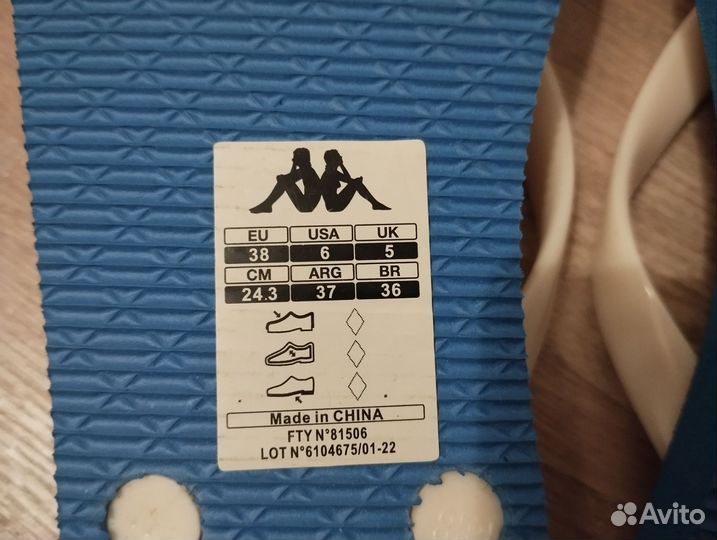 EU USA UK
38 6 5
CM ARG BR
24.3 37 36
Made in CHINA
FTY N°81506
LOT N°6104675/01-22
Avito